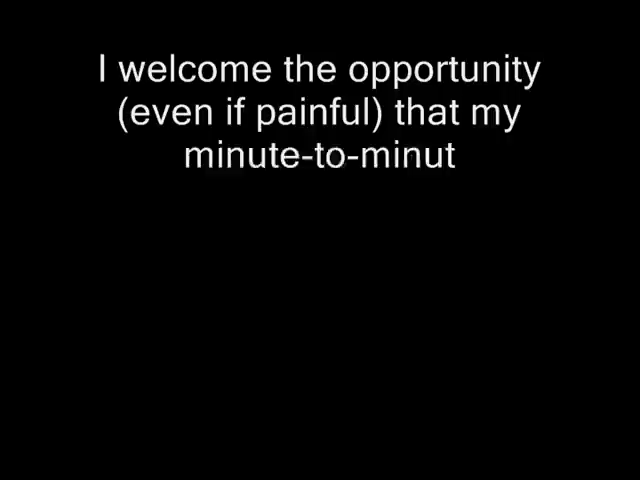 I welcome the opportunity
(even if painful) that my
minute-to-minut